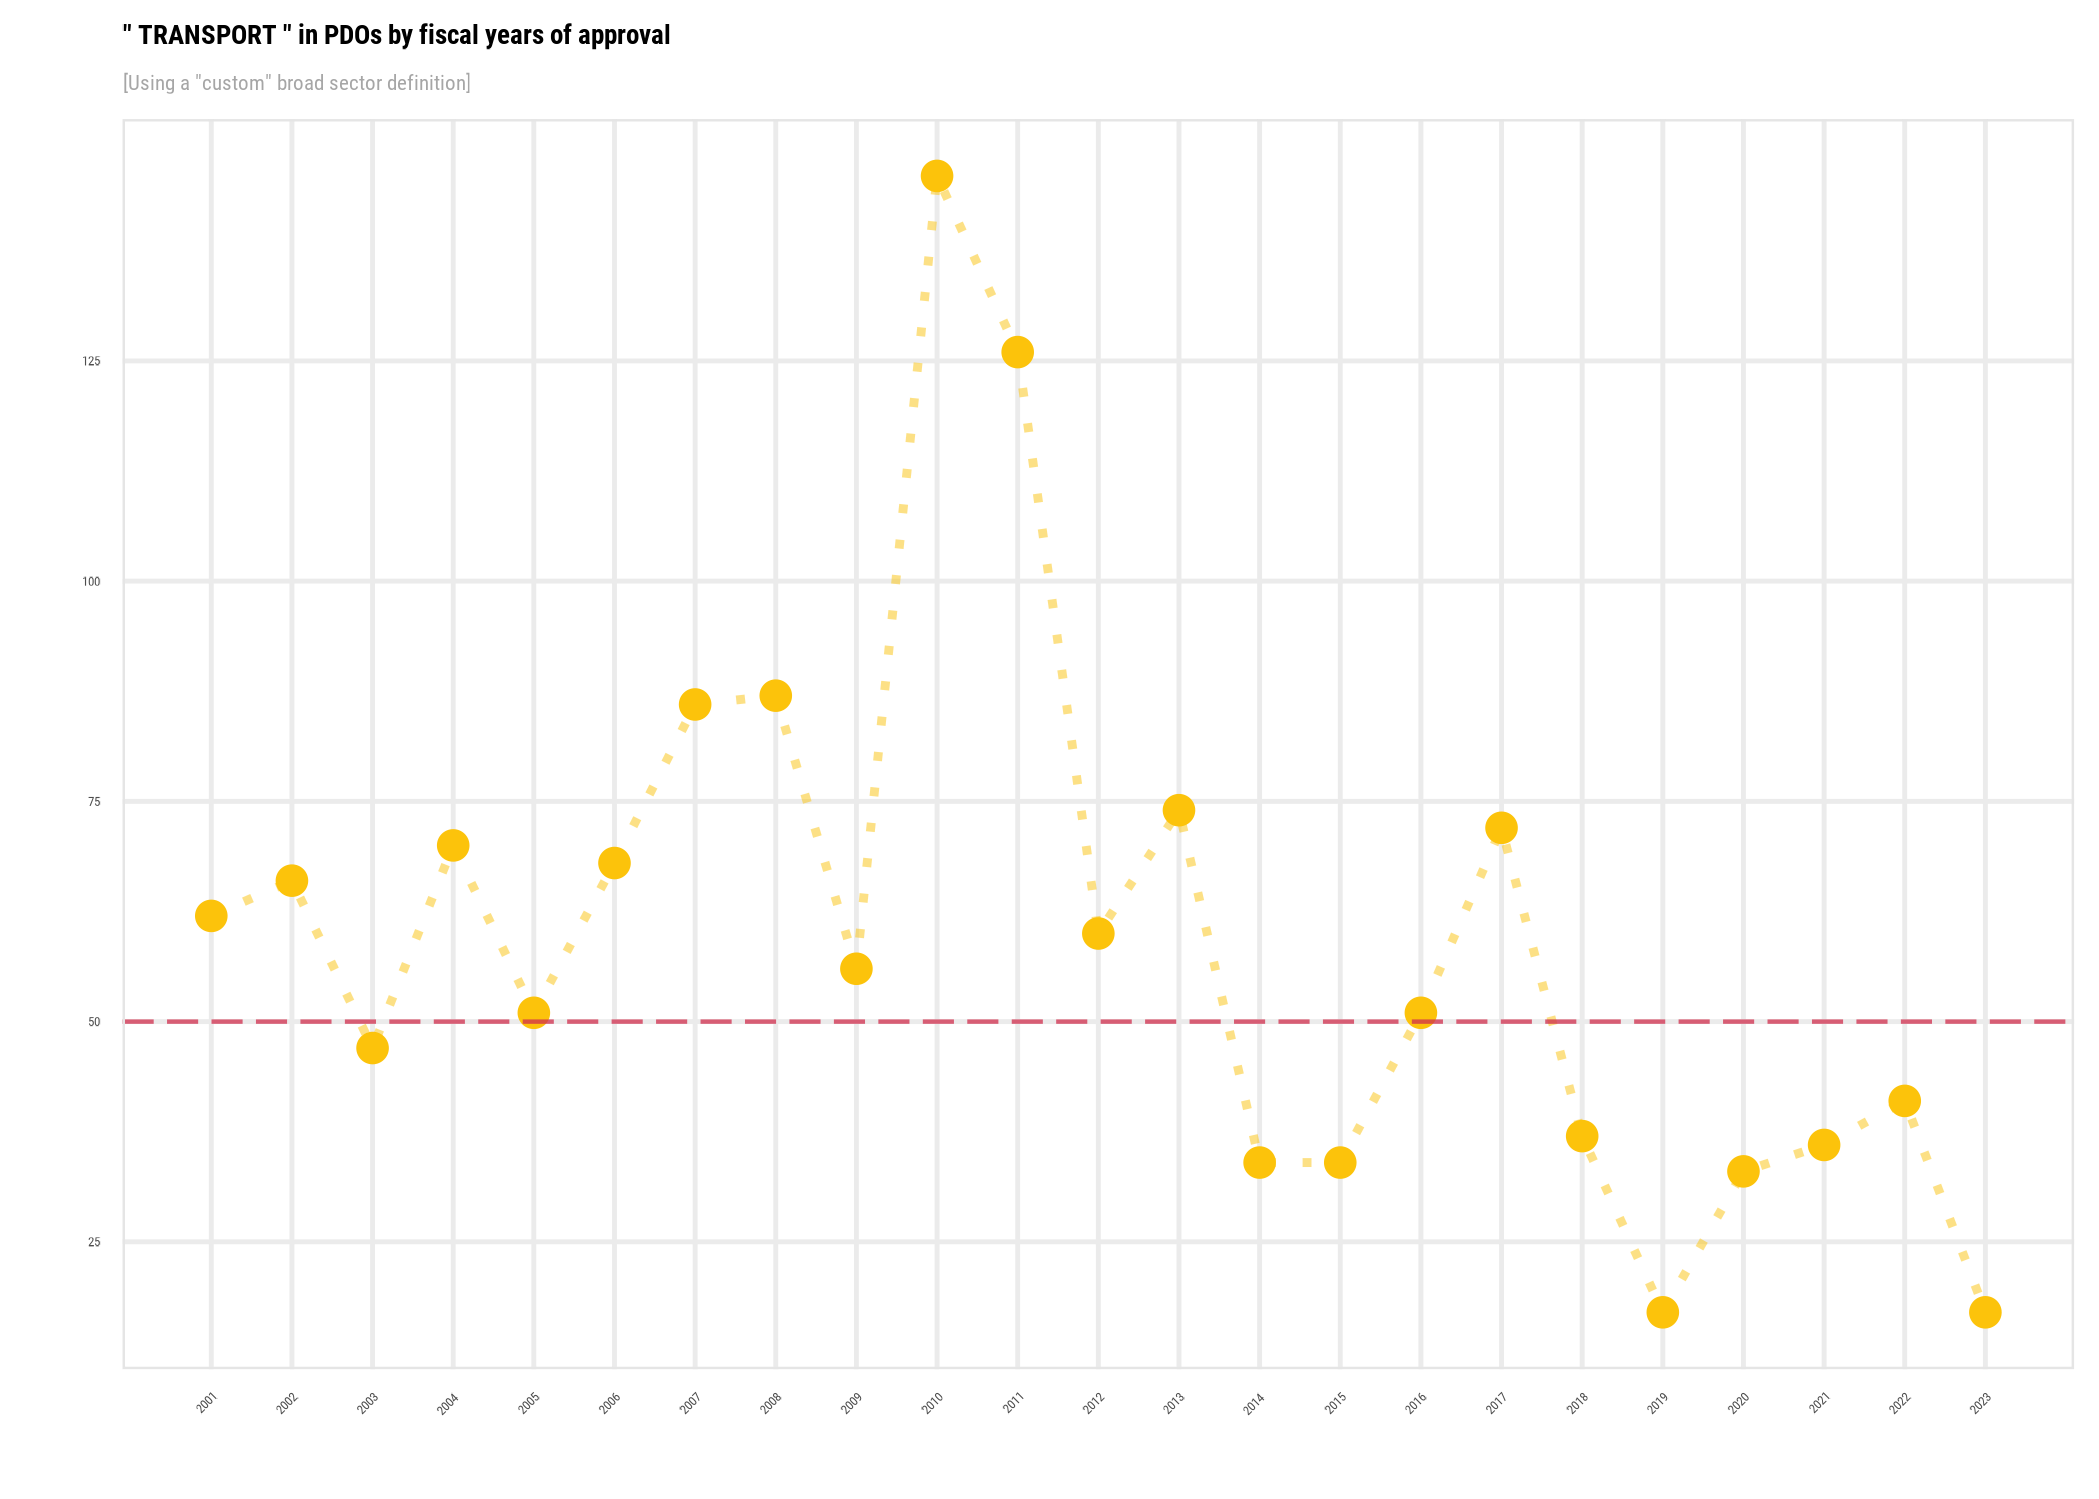 " TRANSPORT " in PDOs by fiscal years of approval
[Using a "custom" broad sector definition]
125
100
75
50
25
2001 2002 2003 2004 2005 2006 2007 2008 2009 2010 2011 2012 2013 2014 2015 2016 2017 2018 2019 2020 2021 2022 2023